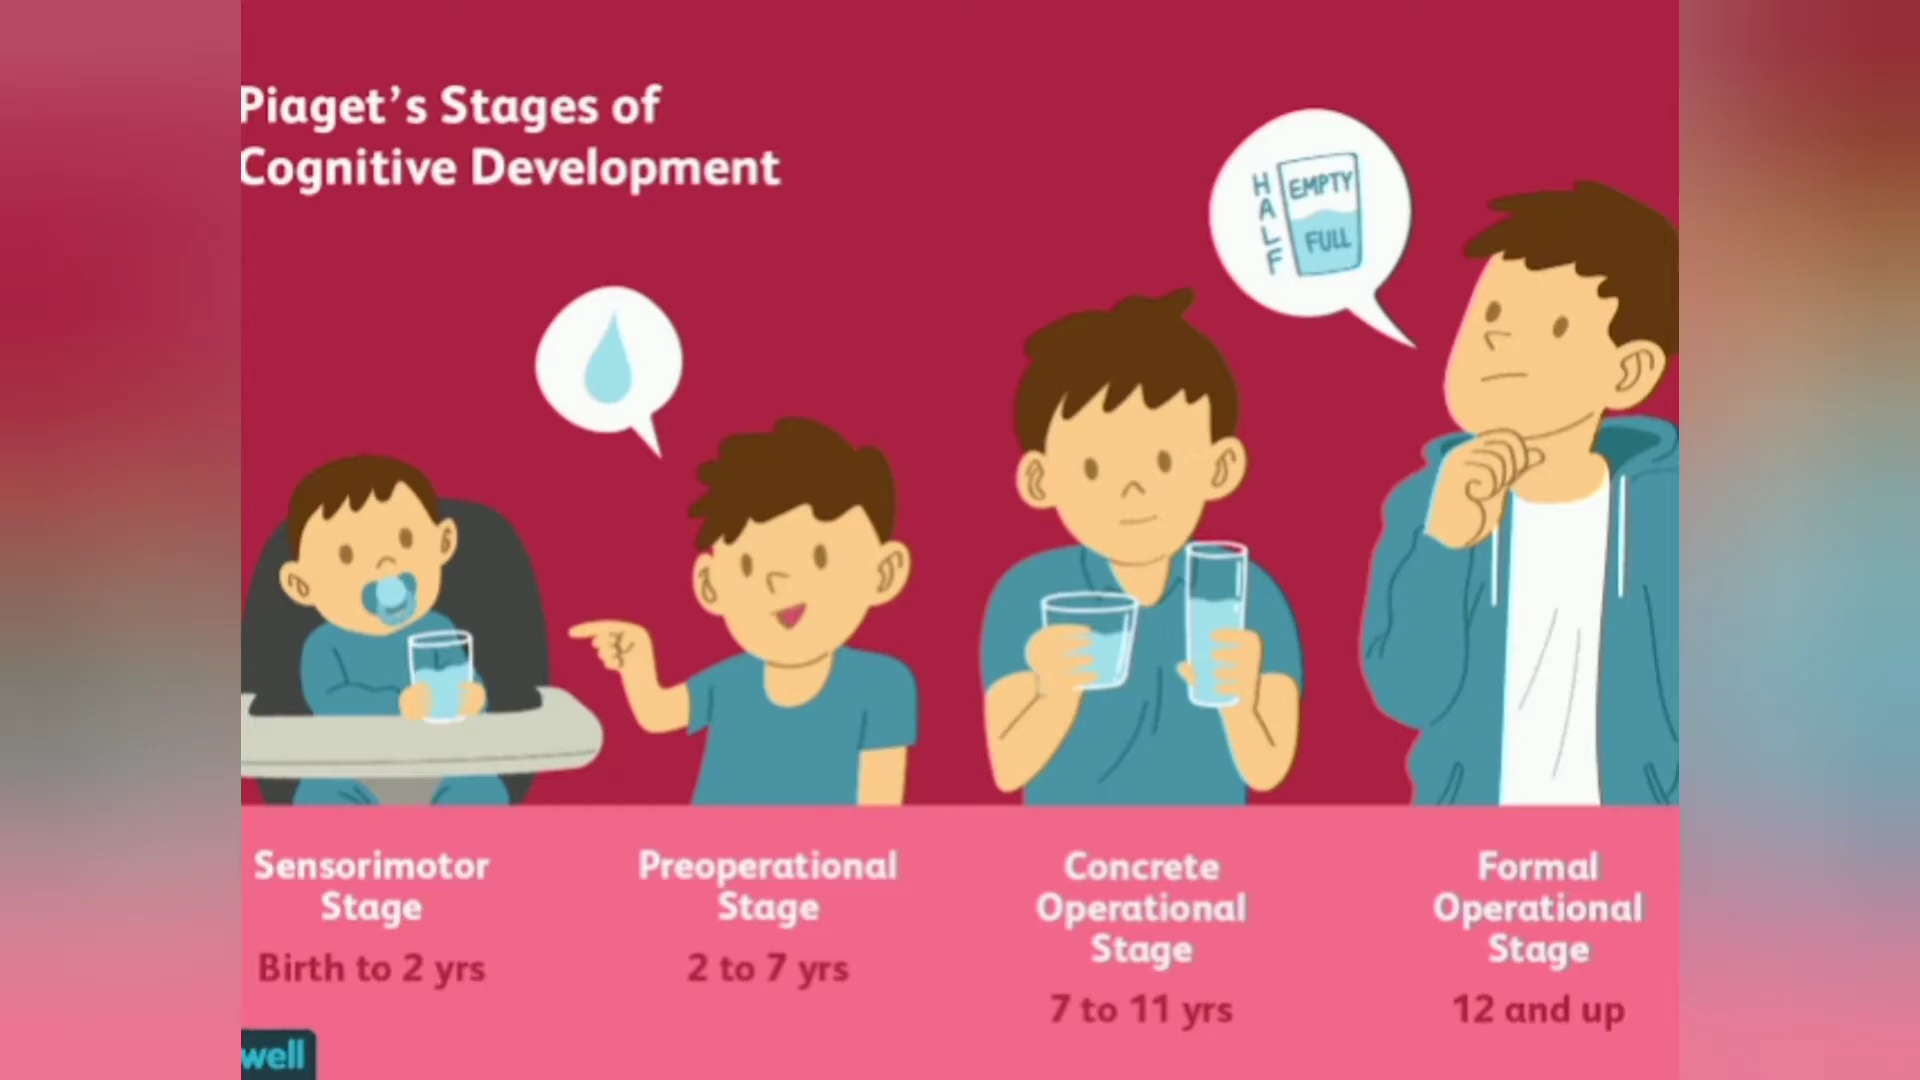 Piaget's Stages of
Cognitive Development
HALF
EMPTY
FULL
Sensorimotor
Stage
Birth to 2 yrs
Preoperational
Stage
2 to 7 yrs
Concrete
Operational
Stage
7 to 11 yrs
Formal
Operational
Stage
12 and up
well